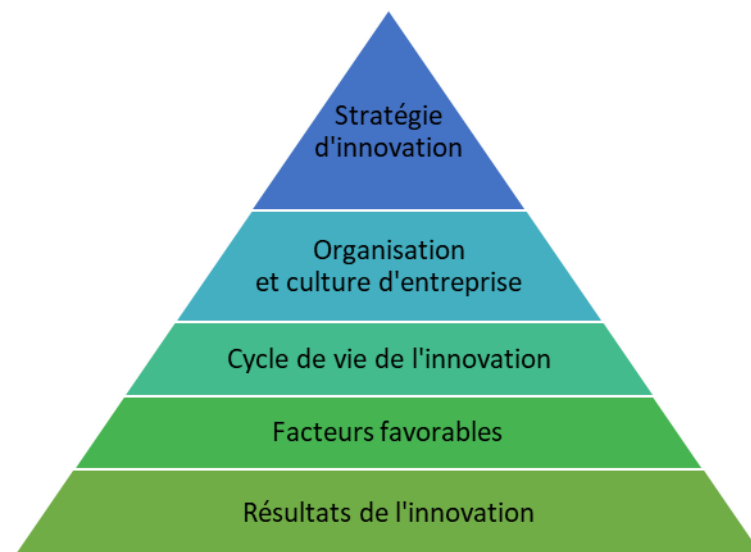 Stratégie
d'innovation
Organisation
et culture d'entreprise
Cycle de vie de l'innovation
Facteurs favorables
Résultats de l'innovation